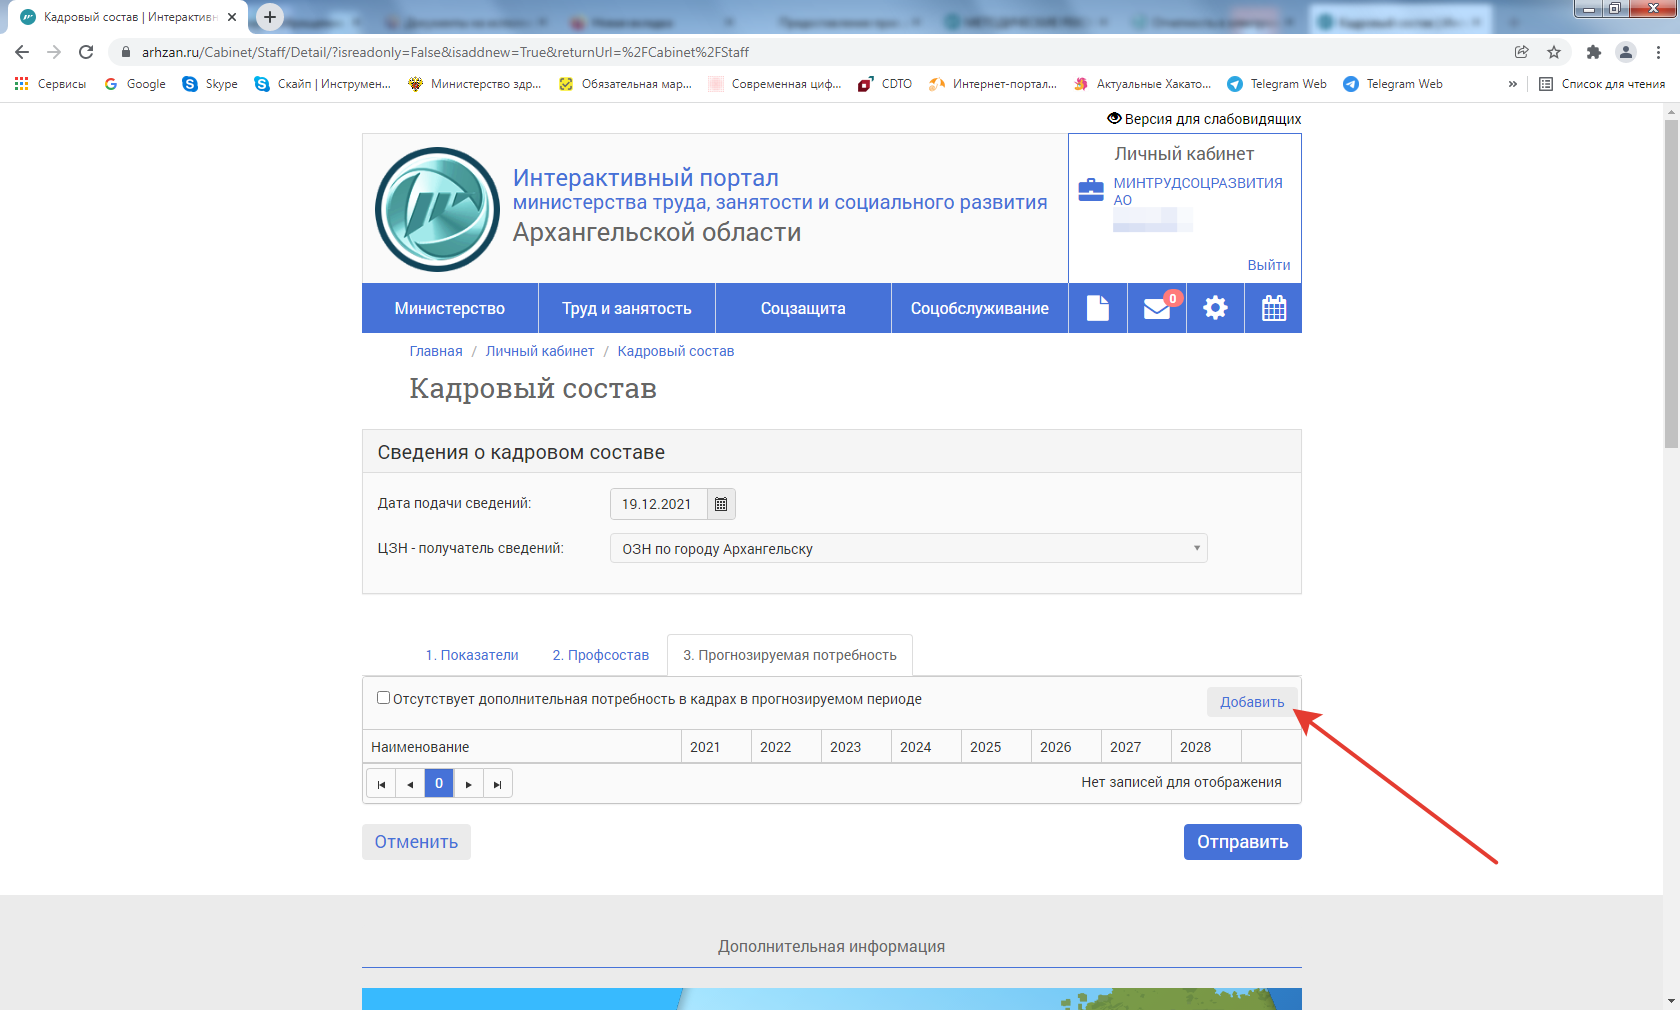 Кадровый состав | Интерактивн
arhzan.ru/Cabinet/Staff/Detail/?isreadonly=False&isaddnew=True&returnUrl=%2FCabinet%2FStaff
Сервисы Google Skype Скайп | Инструмен... Министерство здр... Обязательная мар... Современная циф... CDTO Интернет-портал... Актуальные Хакато... Telegram Web Telegram Web » Список для чтения
Версия для слабовидящих
Интерактивный портал
министерства труда, занятости и социального развития
Архангельской области
Личный кабинет
МИНТРУДСОЦРАЗВИТИЯ
АО
Выйти
Министерство Труд и занятость Соцзащита Соцобслуживание 0
Главная / Личный кабинет / Кадровый состав
Кадровый состав
Сведения о кадровом составе
Дата подачи сведений: 19.12.2021
ЦЗН - получатель сведений: ОЗН по городу Архангельску
1. Показатели 2. Профсостав 3. Прогнозируемая потребность
Отсутствует дополнительная потребность в кадрах в прогнозируемом периоде Добавить
Наименование 2021 2022 2023 2024 2025 2026 2027 2028
0 Нет записей для отображения
Отменить Отправить
Дополнительная информация